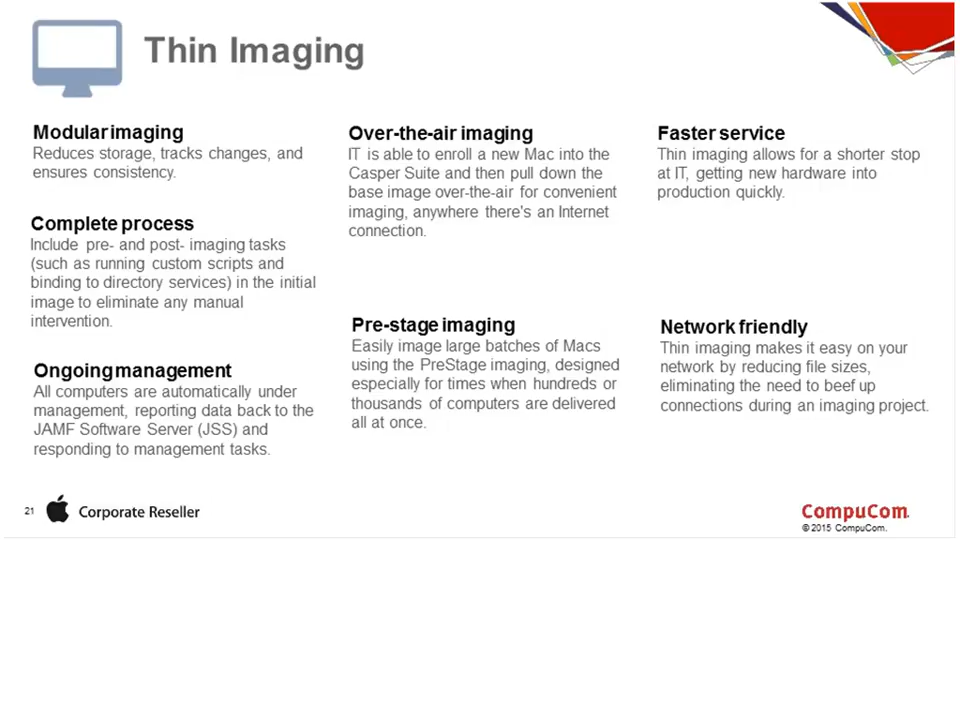 Thin Imaging
Modular imaging
Reduces storage, tracks changes, and
ensures consistency.
Complete process
Include pre- and post- imaging tasks
(such as running custom scripts and
binding to directory services) in the initial
image to eliminate any manual
intervention.
Ongoing management
All computers are automatically under
management, reporting data back to the
JAMF Software Server (JSS) and
responding to management tasks.
Over-the-air imaging
IT is able to enroll a new Mac into the
Casper Suite and then pull down the
base image over-the-air for convenient
imaging, anywhere there's an Internet
connection.
Pre-stage imaging
Easily image large batches of Macs
using the PreStage imaging, designed
especially for times when hundreds or
thousands of computers are delivered
all at once.
Faster service
Thin imaging allows for a shorter stop
at IT, getting new hardware into
production quickly.
Network friendly
Thin imaging makes it easy on your
network by reducing file sizes,
eliminating the need to beef up
connections during an imaging project.
21 Corporate Reseller
CompuCom.
© 2015 CompuCom.